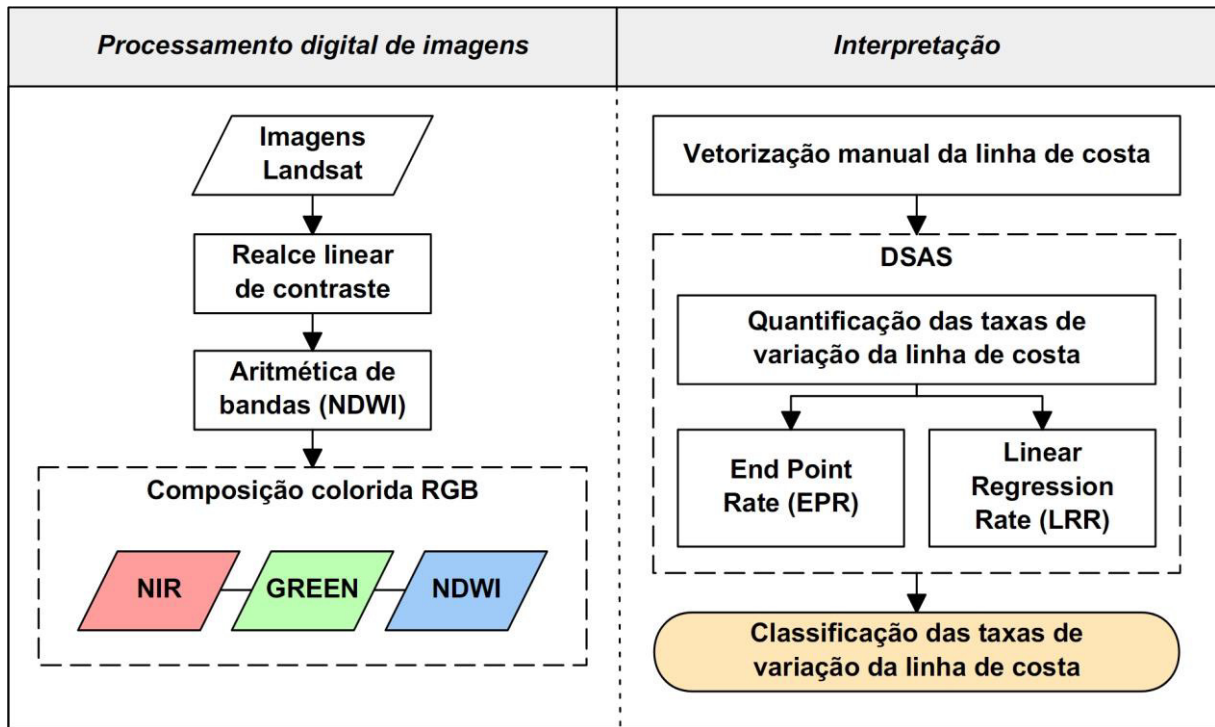 Processamento digital de imagens
Imagens
Landsat
Realce linear
de contraste
Aritmética de
bandas (NDWI)
Composição colorida RGB
NIR
GREEN
NDWI
Interpretação
Vetorização manual da linha de costa
DSAS
Quantificação das taxas de
variação da linha de costa
End Point
Rate (EPR)
Linear
Regression
Rate (LRR)
Classificação das taxas de
variação da linha de costa